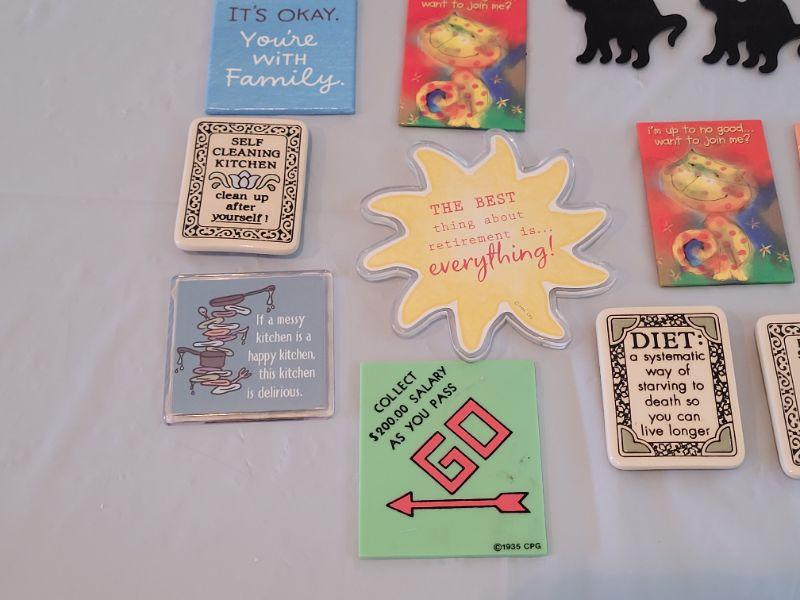 IT'S OKAY.
You're
WITH
Family.
want to join me?
SELF
CLEANING
KITCHEN
clean up
after
yourself!
THE BEST
thing about
retirement is...
everything!
i'm up to no good...
want to join me?
If a messy
kitchen is a
happy kitchen,
this kitchen
is delirious.
COLLECT
$200.00 SALARY
AS YOU PASS
GO
©1935 CPG
DIET:
a systematic
way of
starving to
death so
you can
live longer